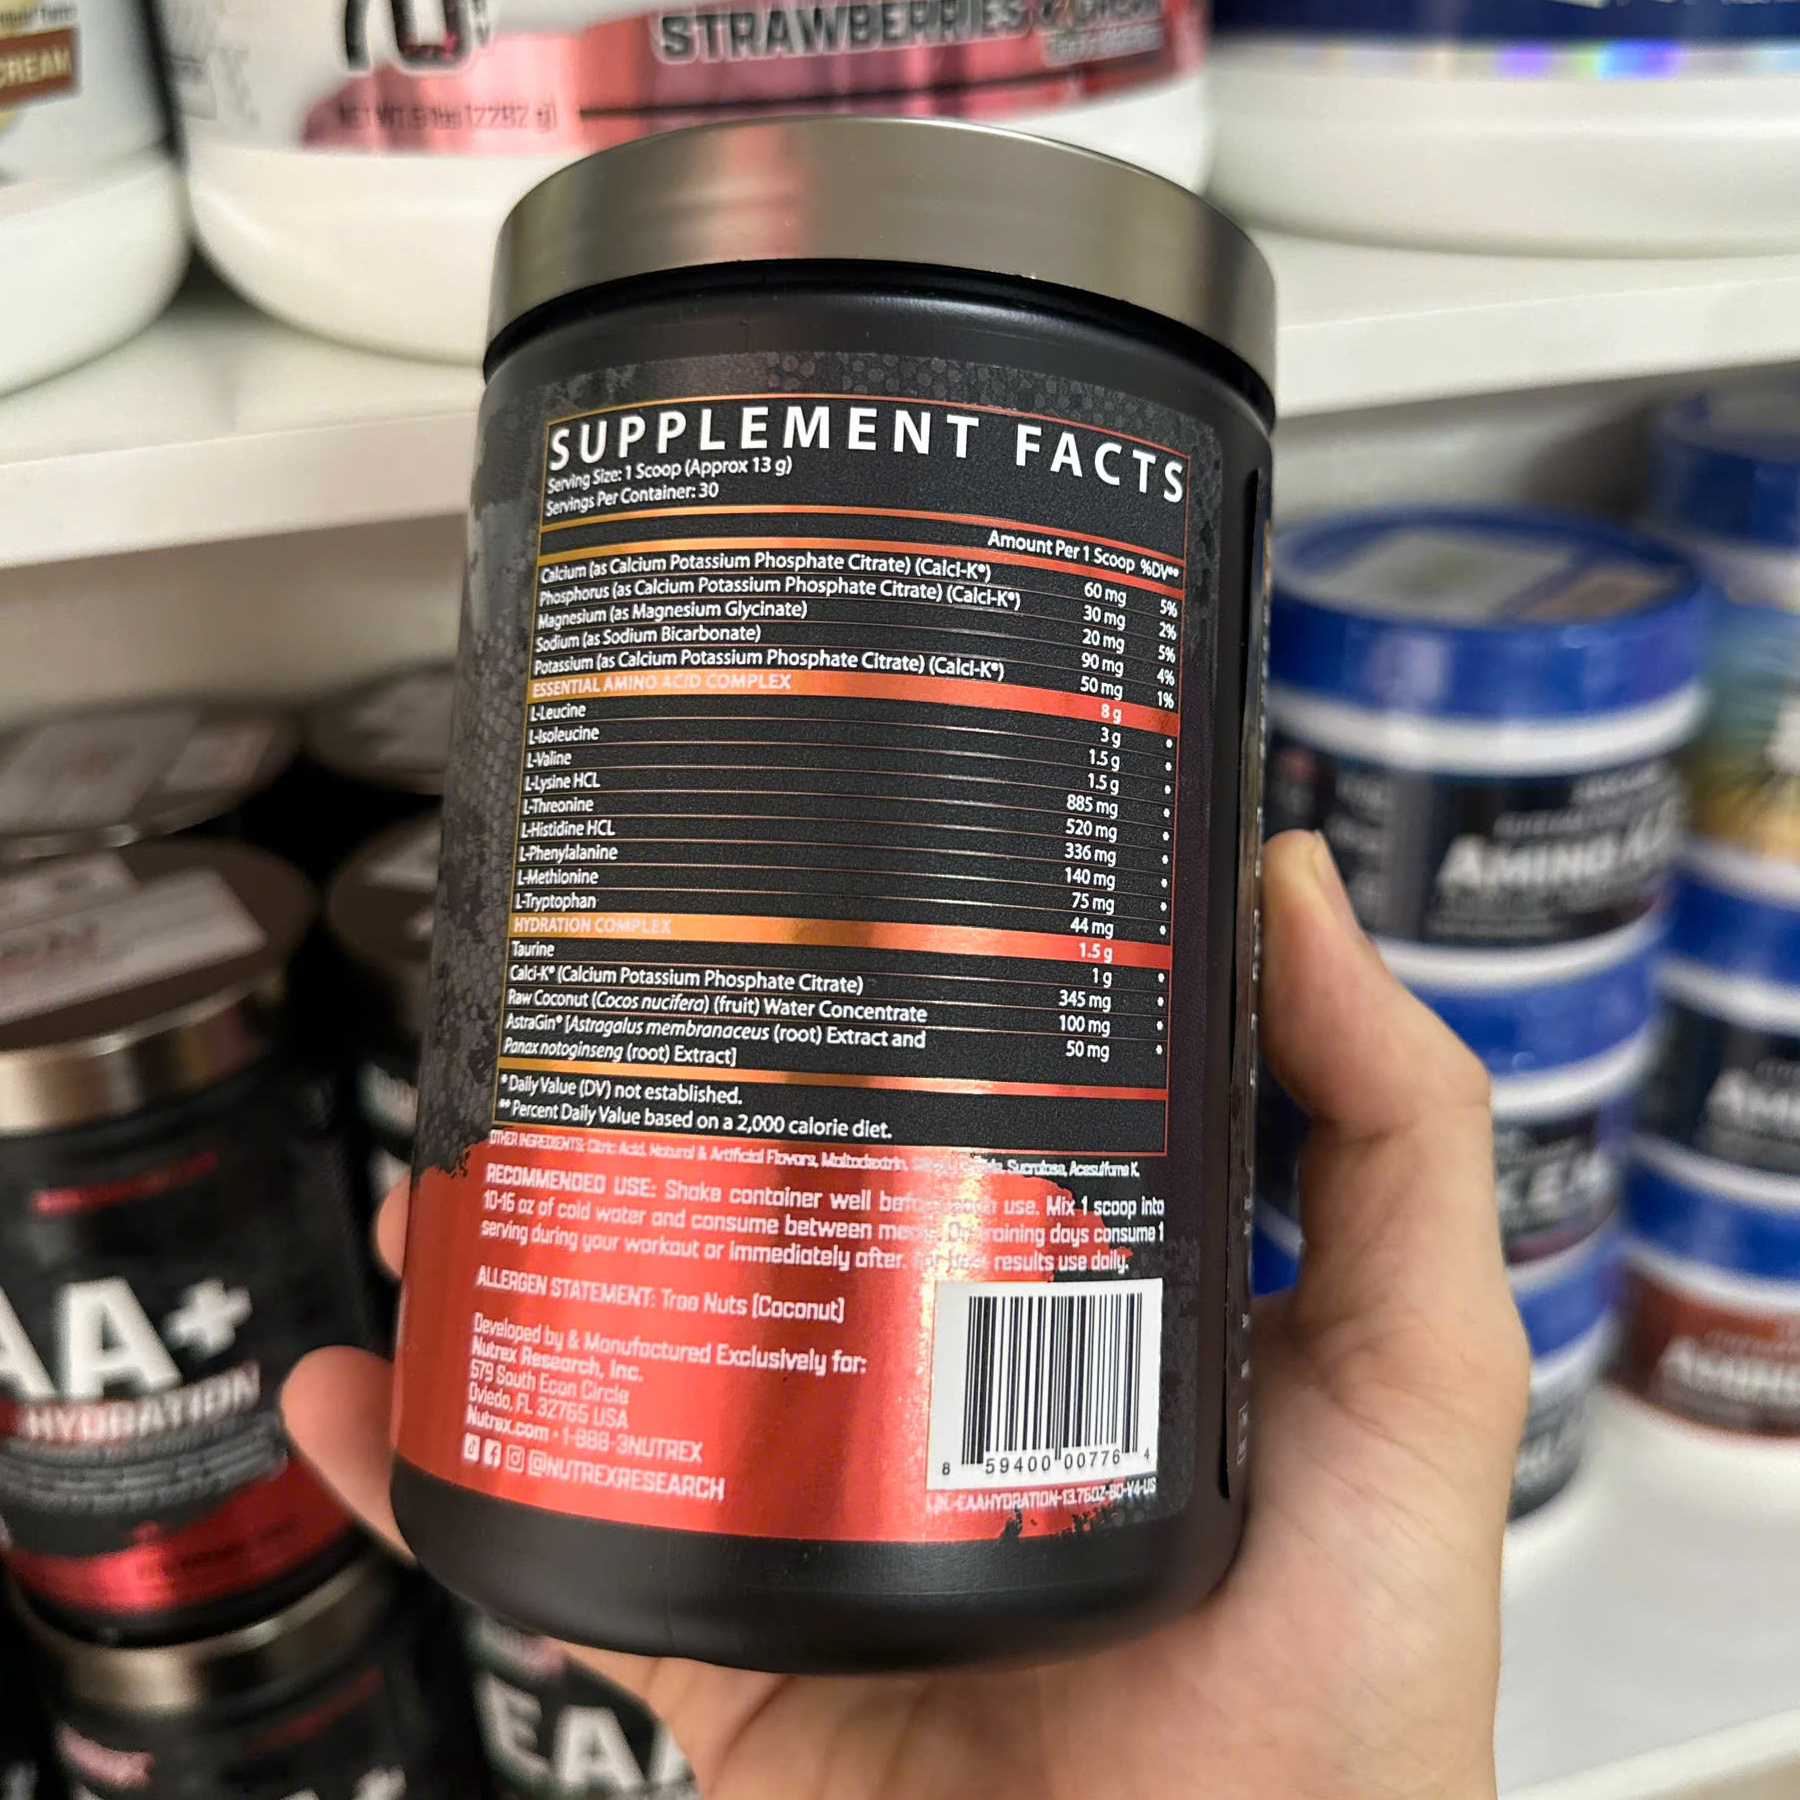 STRAWBERRIES &
CREAM
NET WT. 5 lbs (2282 g)
SUPPLEMENT FACTS
Serving Size: 1 Scoop (Approx 13 g)
Servings Per Container: 30
Amount Per 1 Scoop %DV**
Calcium (as Calcium Potassium Phosphate Citrate) (Calci-K®) 60 mg 5%
Phosphorus (as Calcium Potassium Phosphate Citrate) (Calci-K®) 30 mg 2%
Magnesium (as Magnesium Glycinate) 20 mg 5%
Sodium (as Sodium Bicarbonate) 90 mg 4%
Potassium (as Calcium Potassium Phosphate Citrate) (Calci-K®) 50 mg 1%
ESSENTIAL AMINO ACID COMPLEX 8 g
L-Leucine 3 g *
L-Isoleucine 1.5 g *
L-Valine 1.5 g *
L-Lysine HCL 885 mg *
L-Threonine 520 mg *
L-Histidine HCL 336 mg *
L-Phenylalanine 140 mg *
L-Methionine 75 mg *
L-Tryptophan 44 mg *
HYDRATION COMPLEX 1.5 g
Taurine 1 g *
Calci-K® (Calcium Potassium Phosphate Citrate) 345 mg *
Raw Coconut (Cocos nucifera) (fruit) Water Concentrate 100 mg *
AstraGin® [Astragalus membranaceus (root) Extract and 50 mg *
Panax notoginseng (root) Extract]
* Daily Value (DV) not established.
** Percent Daily Value based on a 2,000 calorie diet.
OTHER INGREDIENTS: Citric Acid, Natural & Artificial Flavors, Maltodextrin, Sucralose, Acesulfame K.
RECOMMENDED USE: Shake container well before each use. Mix 1 scoop into
10-16 oz of cold water and consume between meals. On training days consume 1
serving during your workout or immediately after. For best results use daily.
ALLERGEN STATEMENT: Tree Nuts (Coconut)
Developed by & Manufactured Exclusively for:
Nutrex Research, Inc.
579 South Econ Circle
Oviedo, FL 32765 USA
Nutrex.com • 1-888-3NUTREX
@NUTREXRESEARCH
8 59400 00776 4
LBL-EAAHYDRATION-13.76OZ-BO-V4-US
AA+
HYDRATION
EAA
AMINO